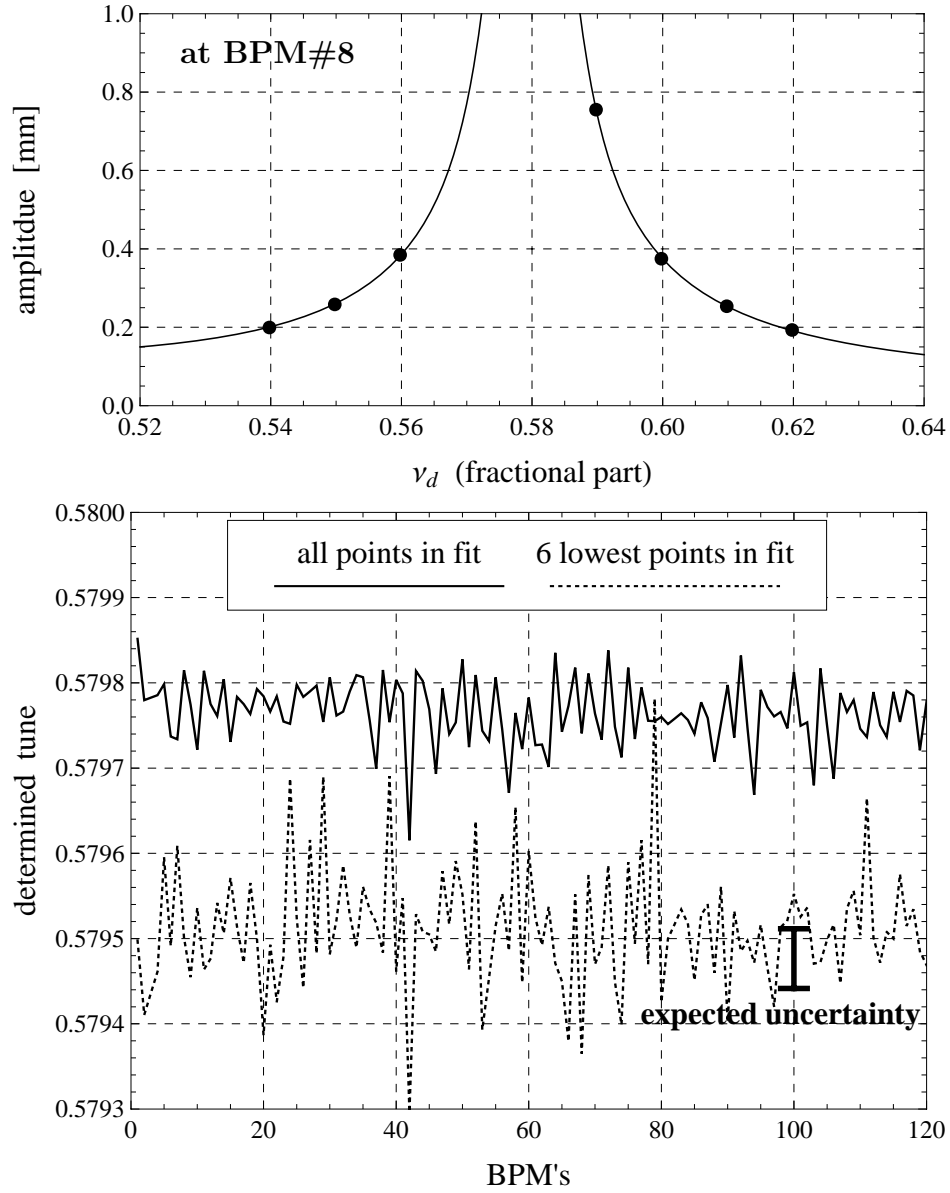 at BPM#8
1.0
0.8
0.6
0.4
0.2
0.0
amplitdue [mm]
0.52 0.54 0.56 0.58 0.60 0.62 0.64
ν_d (fractional part)
0.5800
0.5799
0.5798
0.5797
0.5796
0.5795
0.5794
0.5793
determined tune
all points in fit 6 lowest points in fit
expected uncertainty
0 20 40 60 80 100 120
BPM's